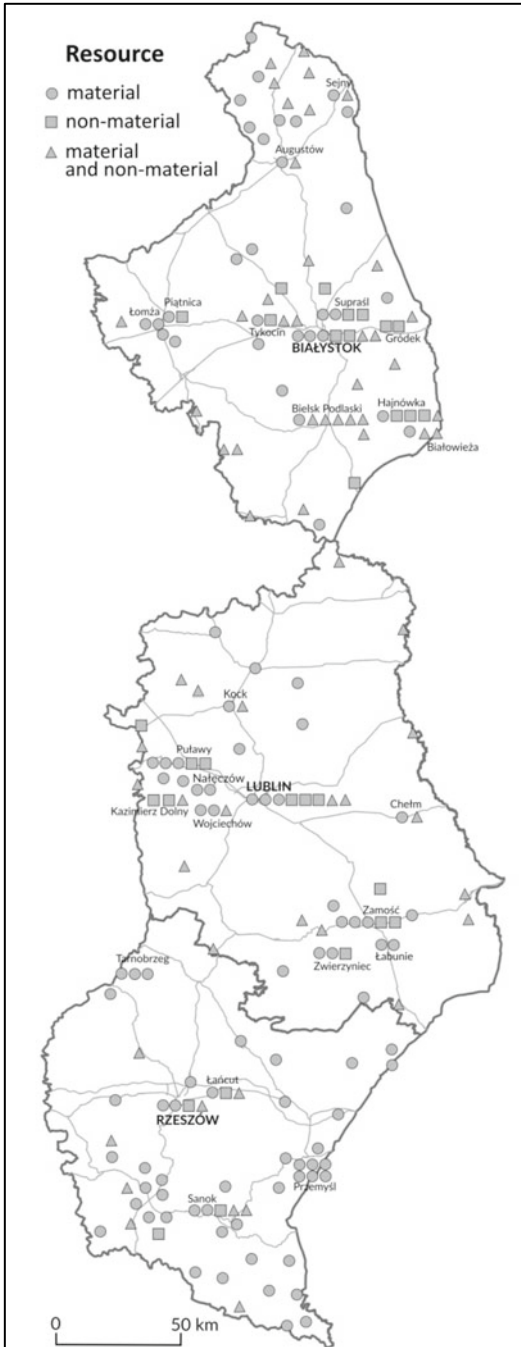 Resource
material
non-material
material
and non-material
Sejny
Augustów
Piątnica
Łomża
Supraśl
Tykocin
BIAŁYSTOK
Gródek
Bielsk Podlaski
Hajnówka
Białowieża
Kock
Puławy
Nałęczów
LUBLIN
Kazimierz Dolny
Wojciechów
Chełm
Zamość
Zwierzyniec
Łabunie
Tarnobrzeg
Łańcut
RZESZÓW
Przemyśl
Sanok
0 50 km